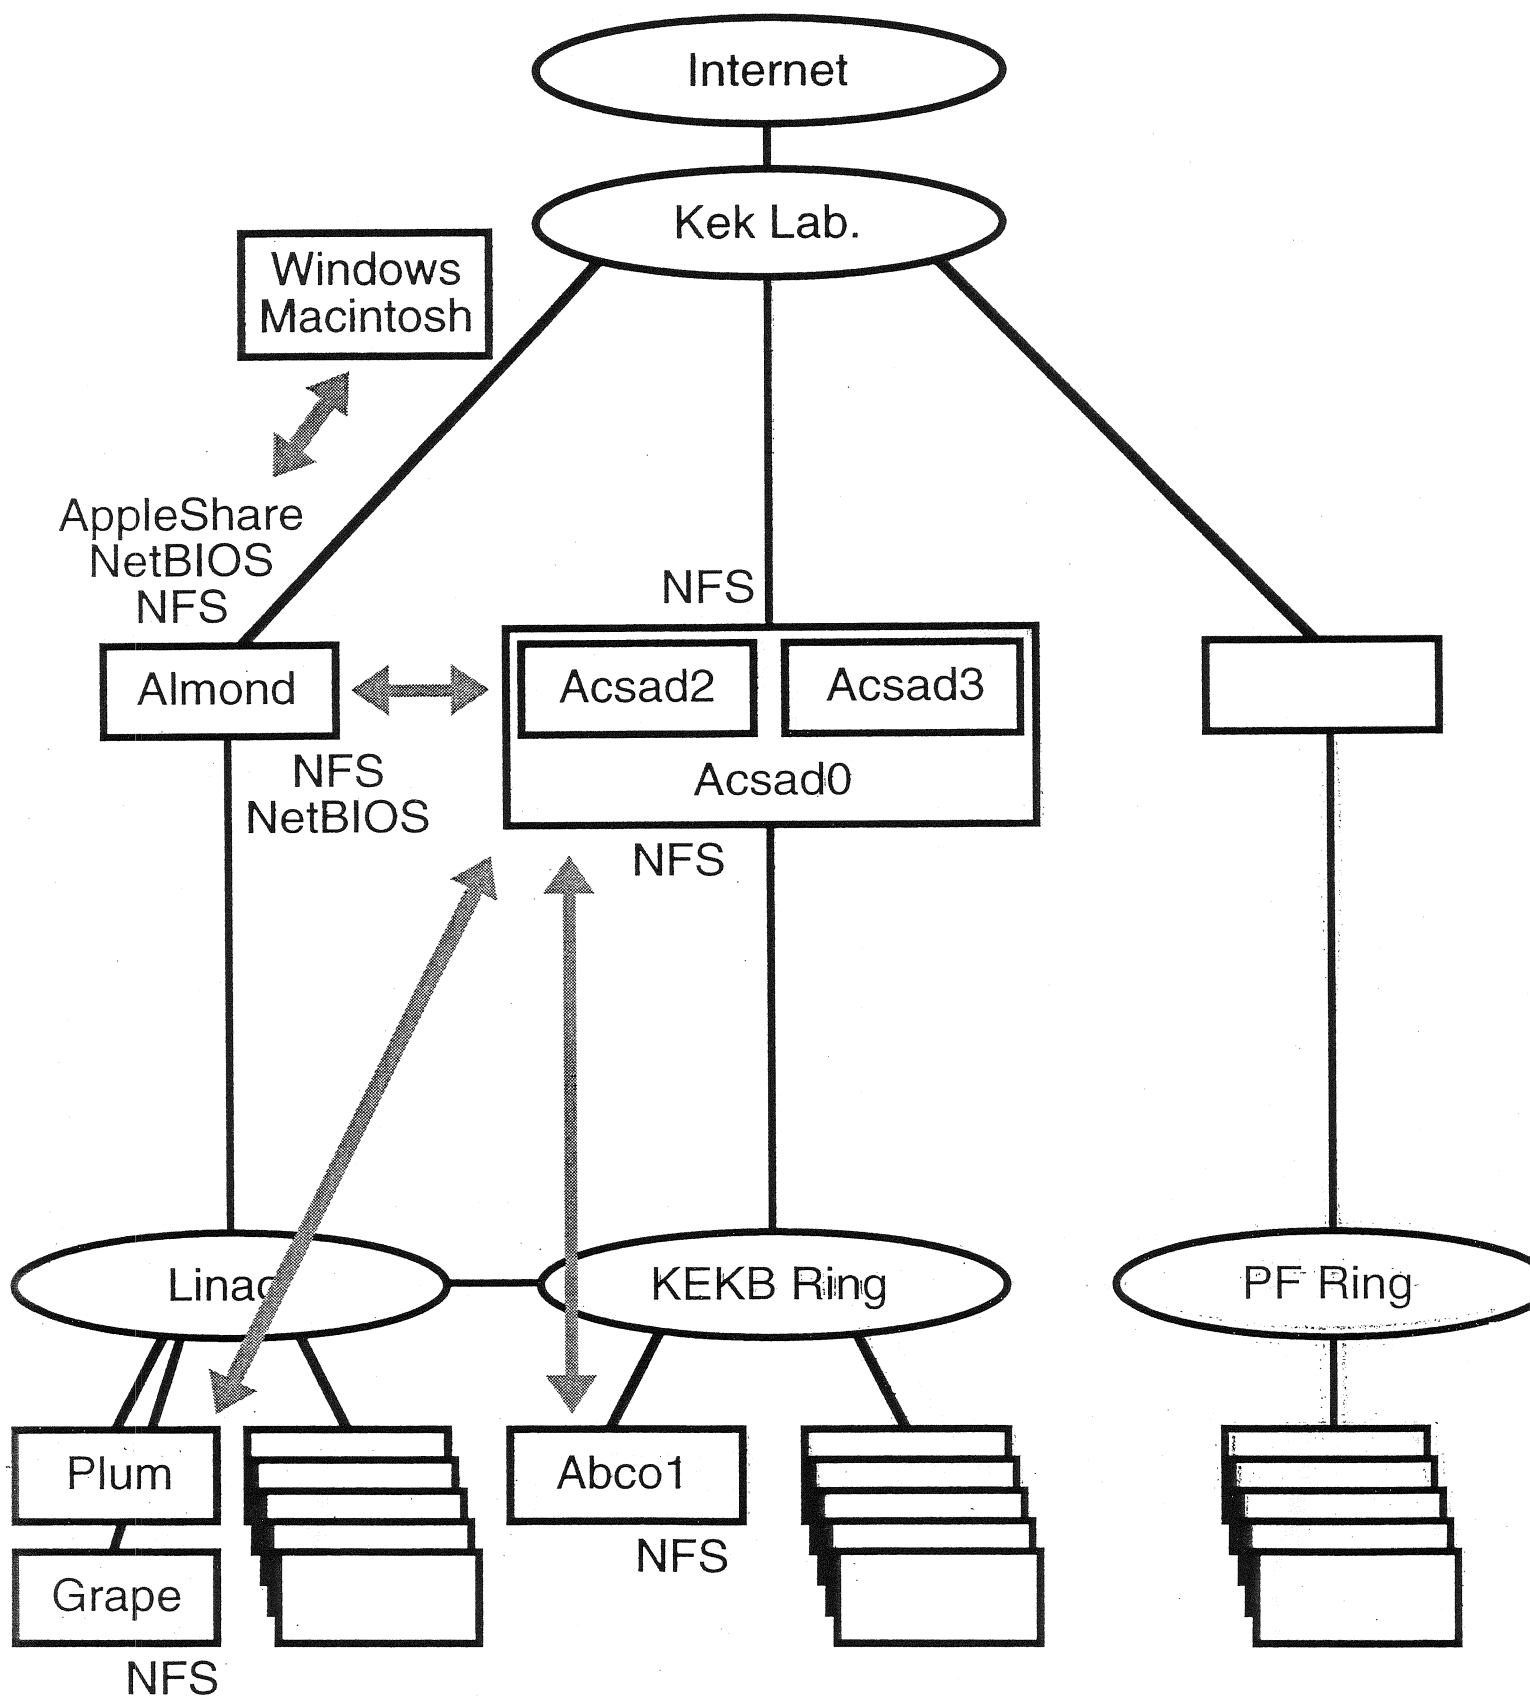 Internet
Kek Lab.
Windows
Macintosh
AppleShare
NetBIOS
NFS
NFS
Almond
Acsad2
Acsad3
Acsad0
NFS
NetBIOS
NFS
Linac
KEKB Ring
PF Ring
Plum
Abco1
NFS
Grape
NFS